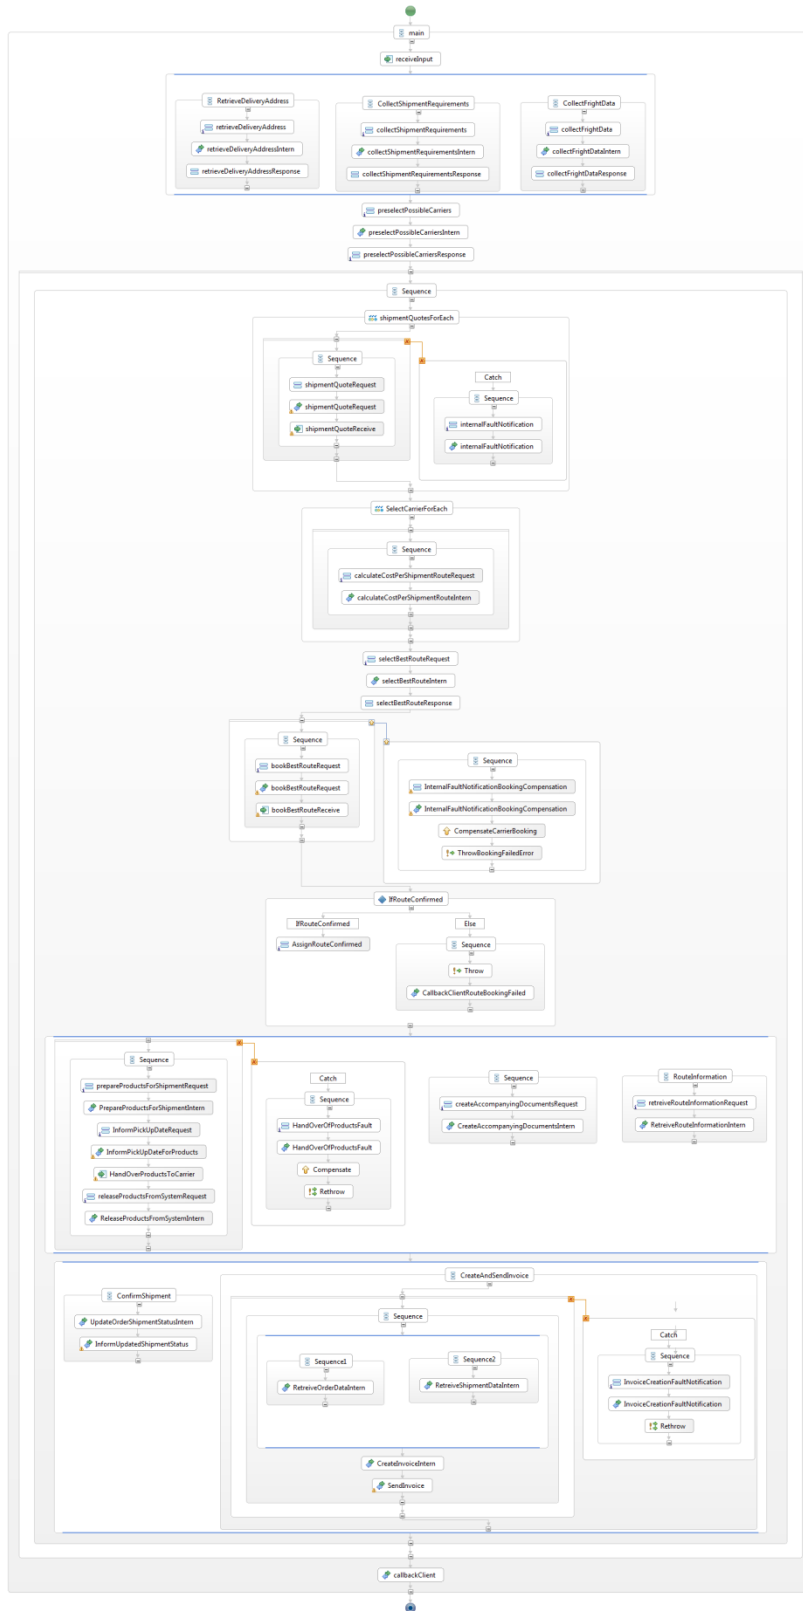 main
receiveInput
RetrieveDeliveryAddress
retrieveDeliveryAddress
retrieveDeliveryAddressIntern
retrieveDeliveryAddressResponse
CollectShipmentRequirements
collectShipmentRequirements
collectShipmentRequirementsIntern
collectShipmentRequirementsResponse
CollectFrightData
collectFrightData
collectFrightDataIntern
collectFrightDataResponse
preselectPossibleCarriers
preselectPossibleCarriersIntern
preselectPossibleCarriersResponse
Sequence
shipmentQuotesForEach
Sequence
shipmentQuoteRequest
shipmentQuoteRequest
shipmentQuoteReceive
Catch
Sequence
internalFaultNotification
internalFaultNotification
SelectCarrierForEach
Sequence
calculateCostPerShipmentRouteRequest
calculateCostPerShipmentRouteIntern
selectBestRouteRequest
selectBestRouteIntern
selectBestRouteResponse
Sequence
bookBestRouteRequest
bookBestRouteRequest
bookBestRouteReceive
Sequence
InternalFaultNotificationBookingCompensation
InternalFaultNotificationBookingCompensation
CompensateCarrierBooking
ThrowBookingFailedError
IfRouteConfirmed
IfRouteConfirmed
AssignRouteConfirmed
Else
Sequence
Throw
CallbackClientRouteBookingFailed
Sequence
prepareProductsForShipmentRequest
PrepareProductsForShipmentIntern
InformPickUpDateRequest
InformPickUpDateForProducts
HandOverProductsToCarrier
releaseProductsFromSystemRequest
ReleaseProductsFromSystemIntern
Catch
Sequence
HandOverOfProductsFault
HandOverOfProductsFault
Compensate
Rethrow
Sequence
createAccompanyingDocumentsRequest
CreateAccompanyingDocumentsIntern
RouteInformation
retreiveRouteInformationRequest
RetreiveRouteInformationIntern
ConfirmShipment
UpdateOrderShipmentStatusIntern
InformUpdatedShipmentStatus
CreateAndSendInvoice
Sequence
Sequence1
RetreiveOrderDataIntern
Sequence2
RetreiveShipmentDataIntern
CreateInvoiceIntern
SendInvoice
Catch
Sequence
InvoiceCreationFaultNotification
InvoiceCreationFaultNotification
Rethrow
callbackClient